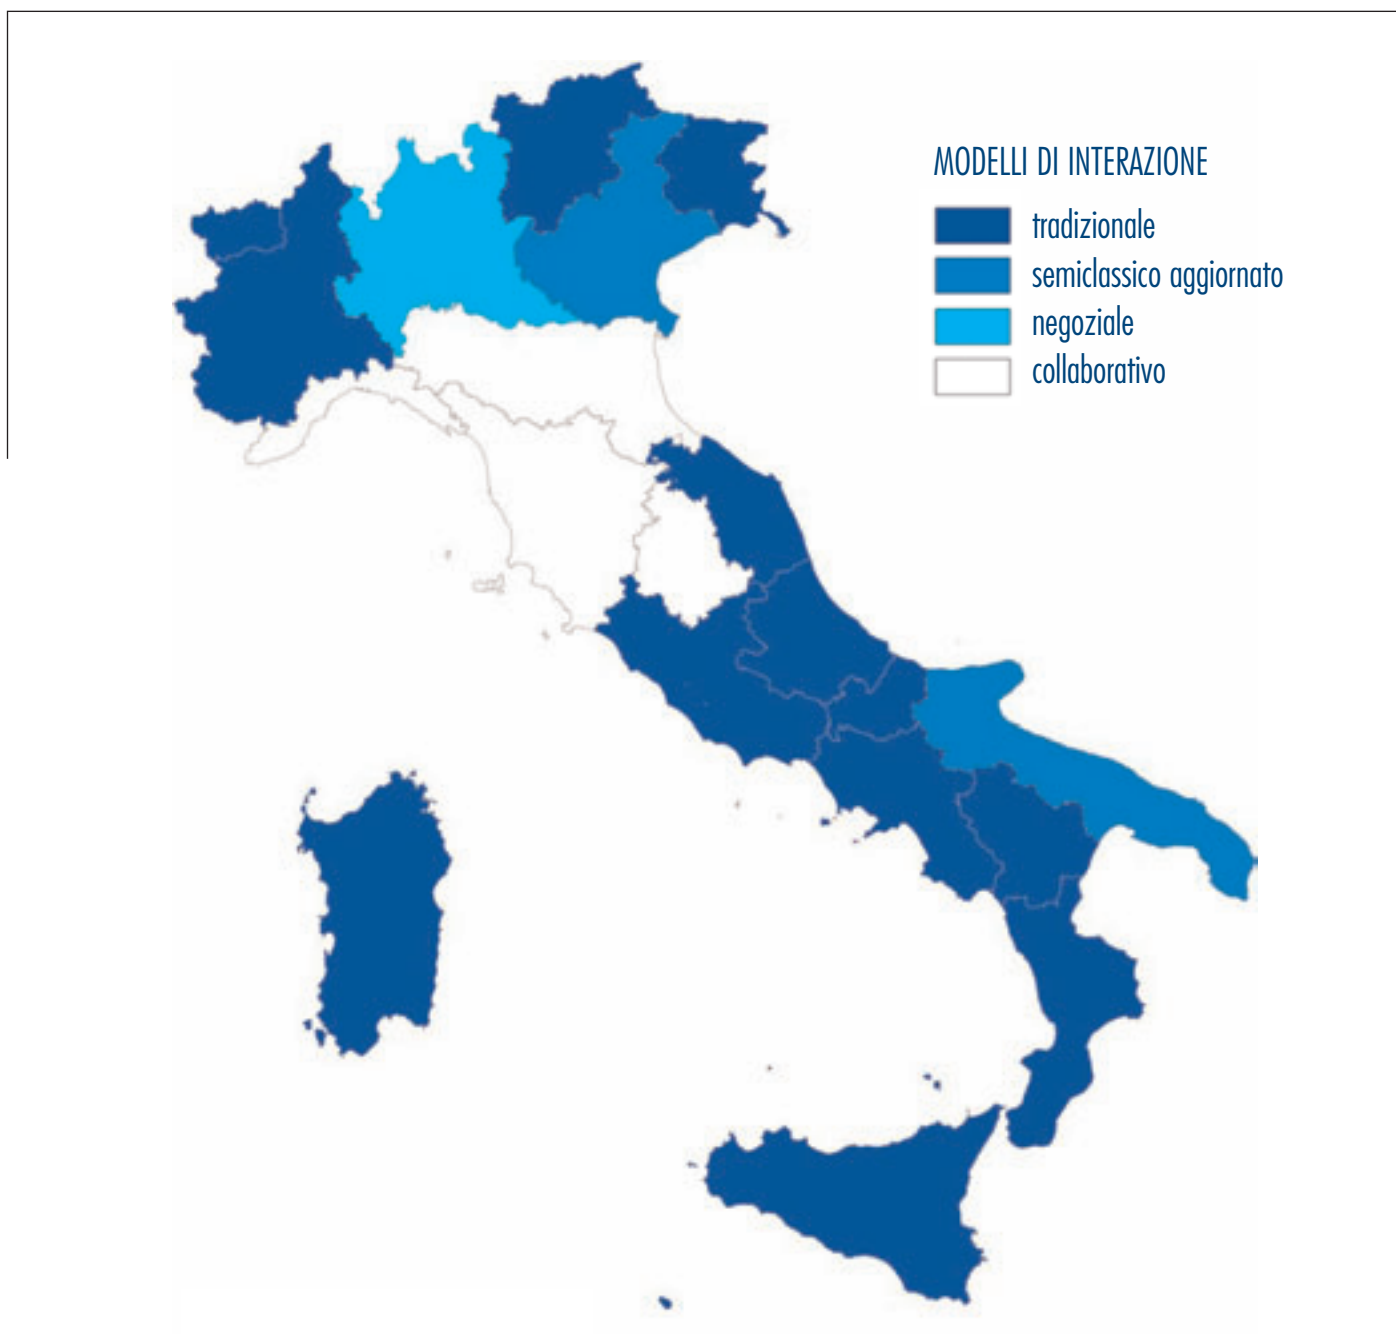 MODELLI DI INTERAZIONE
tradizionale
semiclassico aggiornato
negoziale
collaborativo